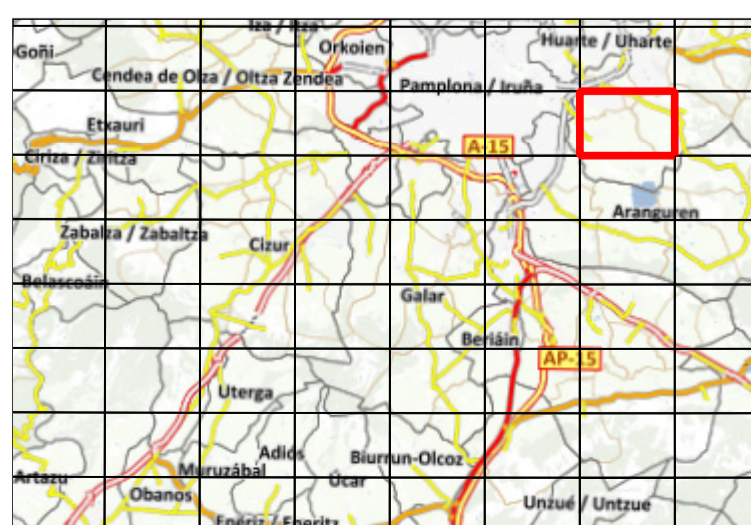 Iza / Itza
Goñi
Orkoien
Huarte / Uharte
Cendea de Olza / Oltza Zendea
Pamplona / Iruña
Etxauri
A-15
Ciriza / Ziritza
Aranguren
Zabalza / Zabaltza
Cizur
Belascoáin
Galar
Beriáin
AP-15
Uterga
Adiós
Biurrun-Olcoz
Muruzábal
Artazu
Úcar
Obanos
Unzué / Untzue
Enériz / Eneritz